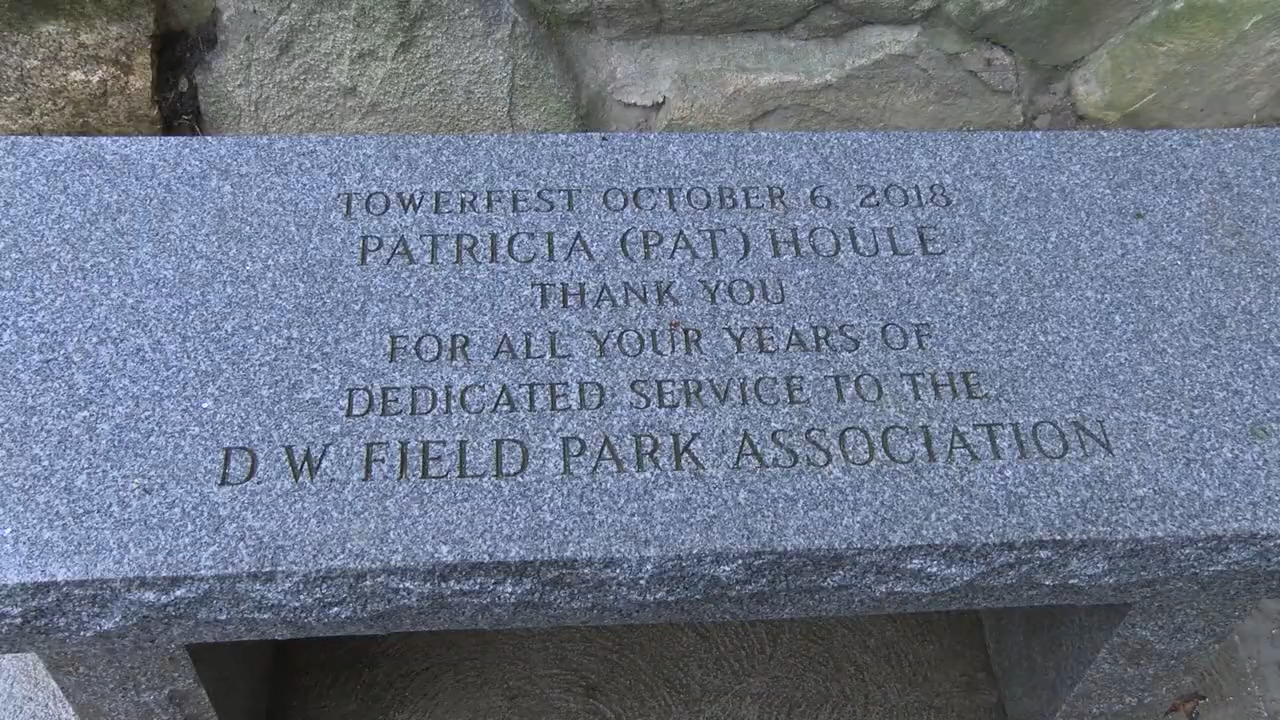 TOWERFEST OCTOBER 6 2018
PATRICIA (PAT) HOULE
THANK YOU
FOR ALL YOUR YEARS OF
DEDICATED SERVICE TO THE
D W FIELD PARK ASSOCIATION